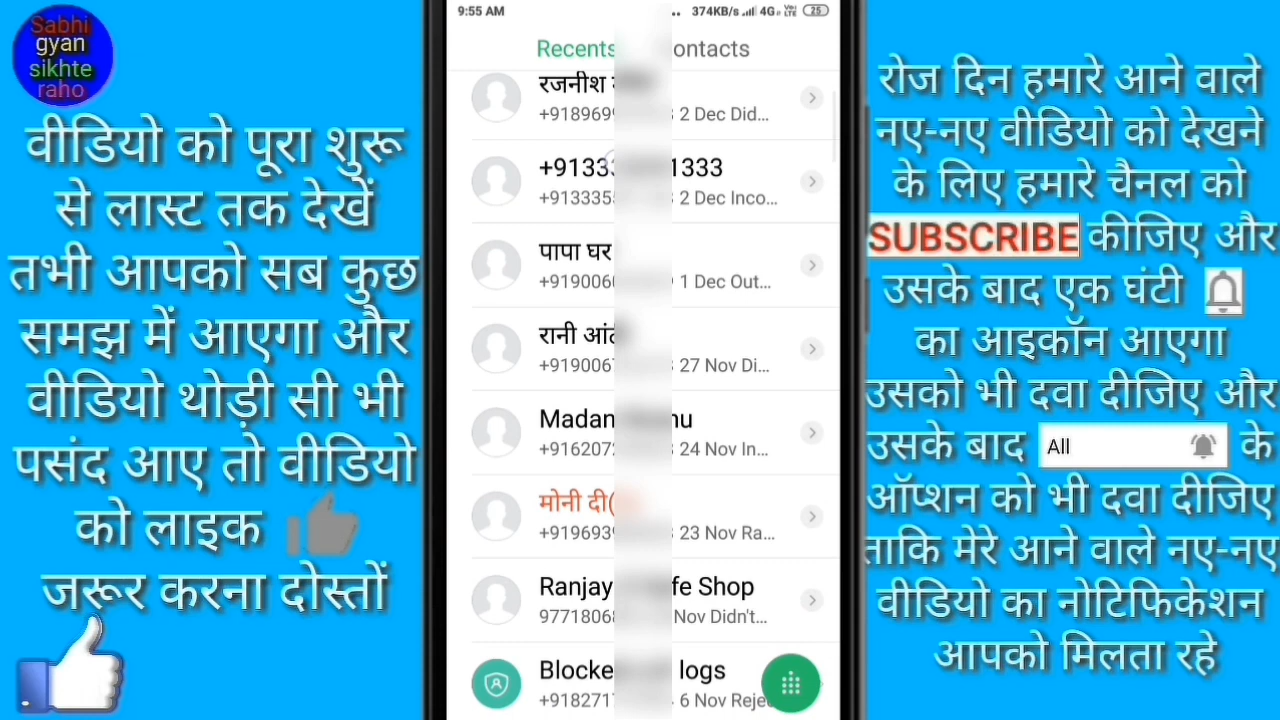 Sabhi
gyan
sikhte
raho
वीडियो को पूरा शुरू
से लास्ट तक देखें
तभी आपको सब कुछ
समझ में आएगा और
वीडियो थोड़ी सी भी
पसंद आए तो वीडियो
को लाइक
जरूर करना दोस्तों
9:55 AM
374KB/s 4G VoLTE 25
Recents ontacts
रजनीश
+918969 2 Dec Did...
+9133 1333
+913335 2 Dec Inco...
पापा घर
+919006 1 Dec Out...
रानी
+919006 27 Nov Di...
Madan nu
+916207 24 Nov In...
मोनी दी(
+919693 23 Nov Ra...
Ranjay fe Shop
9771806 Nov Didn't...
Blocke logs
+918271 6 Nov Reje
रोज दिन हमारे आने वाले
नए-नए वीडियो को देखने
के लिए हमारे चैनल को
SUBSCRIBE कीजिए और
उसके बाद एक घंटी
का आइकॉन आएगा
उसको भी दवा दीजिए और
उसके बाद All के
ऑप्शन को भी दवा दीजिए
ताकि मेरे आने वाले नए-नए
वीडियो का नोटिफिकेशन
आपको मिलता रहे